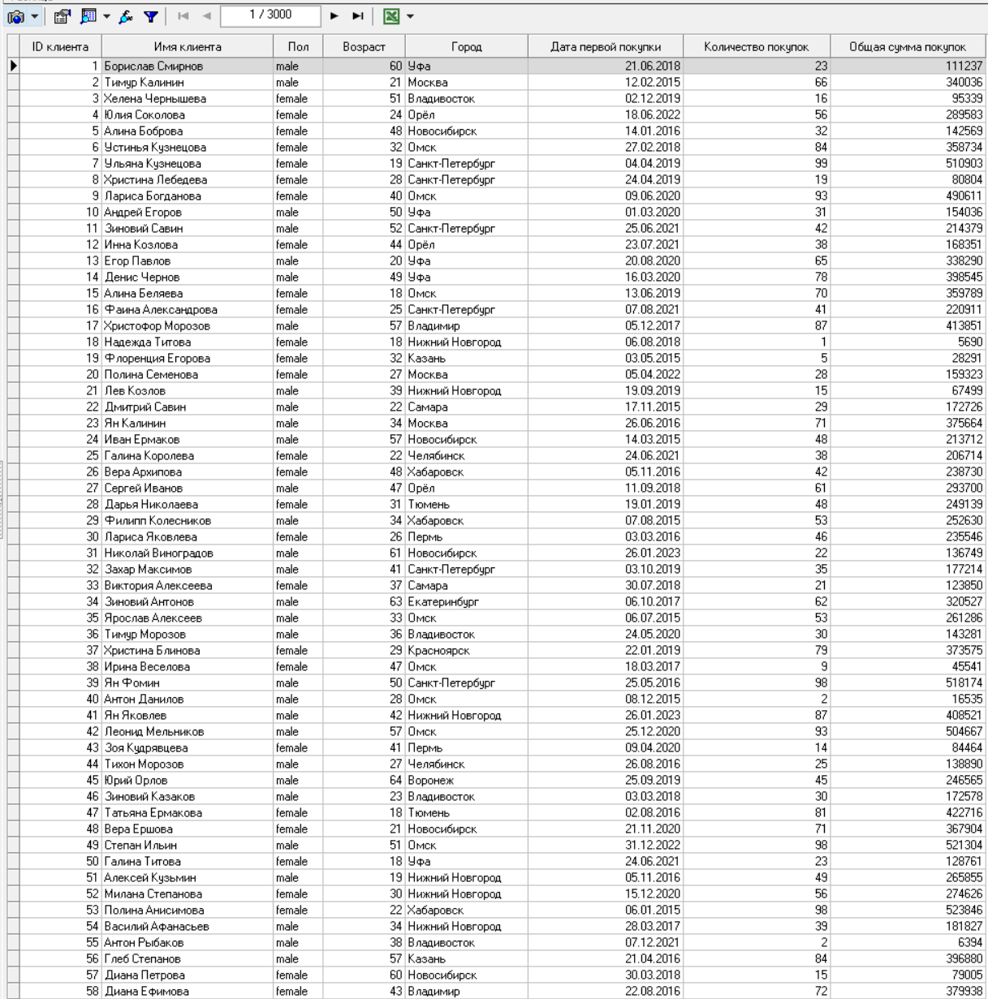 1 / 3000
ID клиента Имя клиента Пол Возраст Город Дата первой покупки Количество покупок Общая сумма покупок
1 Борислав Смирнов male 60 Уфа 21.06.2018 23 111237
2 Тимур Калинин male 21 Москва 12.02.2015 66 340036
3 Хелена Чернышева female 51 Владивосток 02.12.2019 16 95339
4 Юлия Соколова female 24 Орёл 18.06.2022 56 289583
5 Алина Боброва female 48 Новосибирск 14.01.2016 32 142569
6 Устинья Кузнецова female 32 Омск 27.02.2018 84 358734
7 Ульяна Кузнецова female 19 Санкт-Петербург 04.04.2019 99 510903
8 Христина Лебедева female 28 Санкт-Петербург 24.04.2019 19 80804
9 Лариса Богданова female 40 Омск 09.06.2020 93 490611
10 Андрей Егоров male 50 Уфа 01.03.2020 31 154036
11 Зиновий Савин male 52 Санкт-Петербург 25.06.2021 42 214379
12 Инна Козлова female 44 Орёл 23.07.2021 38 168351
13 Егор Павлов male 20 Уфа 20.08.2020 65 338290
14 Денис Чернов male 49 Уфа 16.03.2020 78 398545
15 Алина Беляева female 18 Омск 13.06.2019 70 359789
16 Фаина Александрова female 25 Санкт-Петербург 07.08.2021 41 220911
17 Христофор Морозов male 57 Владимир 05.12.2017 87 413851
18 Надежда Титова female 18 Нижний Новгород 06.08.2018 1 5690
19 Флоренция Егорова female 32 Казань 03.05.2015 5 28291
20 Полина Семенова female 27 Москва 05.04.2022 28 159323
21 Лев Козлов male 39 Нижний Новгород 19.09.2019 15 67499
22 Дмитрий Савин male 22 Самара 17.11.2015 29 172726
23 Ян Калинин male 34 Москва 26.06.2016 71 375664
24 Иван Ермаков male 57 Новосибирск 14.03.2015 48 213712
25 Галина Королева female 22 Челябинск 24.06.2021 38 206714
26 Вера Архипова female 48 Хабаровск 05.11.2016 42 238730
27 Сергей Иванов male 47 Орёл 11.09.2018 61 293700
28 Дарья Николаева female 31 Тюмень 19.01.2019 48 249139
29 Филипп Колесников male 34 Хабаровск 07.08.2015 53 252630
30 Лариса Яковлева female 26 Пермь 03.03.2016 46 235546
31 Николай Виноградов male 61 Новосибирск 26.01.2023 22 136749
32 Захар Максимов male 41 Санкт-Петербург 03.10.2019 35 177214
33 Виктория Алексеева female 37 Самара 30.07.2018 21 123850
34 Зиновий Антонов male 63 Екатеринбург 06.10.2017 62 320527
35 Ярослав Алексеев male 33 Омск 06.07.2015 53 261286
36 Тимур Морозов male 36 Владивосток 24.05.2020 30 143281
37 Христина Блинова female 29 Красноярск 22.01.2019 79 373575
38 Ирина Веселова female 47 Омск 18.03.2017 9 45541
39 Ян Фомин male 50 Санкт-Петербург 25.05.2016 98 518174
40 Антон Данилов male 28 Омск 08.12.2015 2 16535
41 Ян Яковлев male 42 Нижний Новгород 26.01.2023 87 408521
42 Леонид Мельников male 57 Омск 25.12.2020 93 504667
43 Зоя Кудрявцева female 41 Пермь 09.04.2020 14 84464
44 Тихон Морозов male 27 Челябинск 26.08.2016 25 138890
45 Юрий Орлов male 64 Воронеж 25.09.2019 45 246565
46 Зиновий Казаков male 23 Владивосток 03.03.2018 30 172578
47 Татьяна Ермакова female 18 Тюмень 02.08.2016 81 422716
48 Вера Ершова female 21 Новосибирск 21.11.2020 71 367904
49 Степан Ильин male 51 Омск 31.12.2022 98 521304
50 Галина Титова female 18 Уфа 24.06.2021 23 128761
51 Алексей Кузьмин male 19 Нижний Новгород 05.11.2016 49 265855
52 Милана Степанова female 30 Нижний Новгород 15.12.2020 56 274626
53 Полина Анисимова female 22 Хабаровск 06.01.2015 98 523846
54 Василий Афанасьев male 34 Нижний Новгород 28.03.2017 39 181827
55 Антон Рыбаков male 38 Владивосток 07.12.2021 2 6394
56 Глеб Степанов male 57 Казань 21.04.2016 84 396880
57 Диана Петрова female 60 Новосибирск 30.03.2018 15 79005
58 Диана Ефимова female 43 Владимир 22.08.2016 72 379938